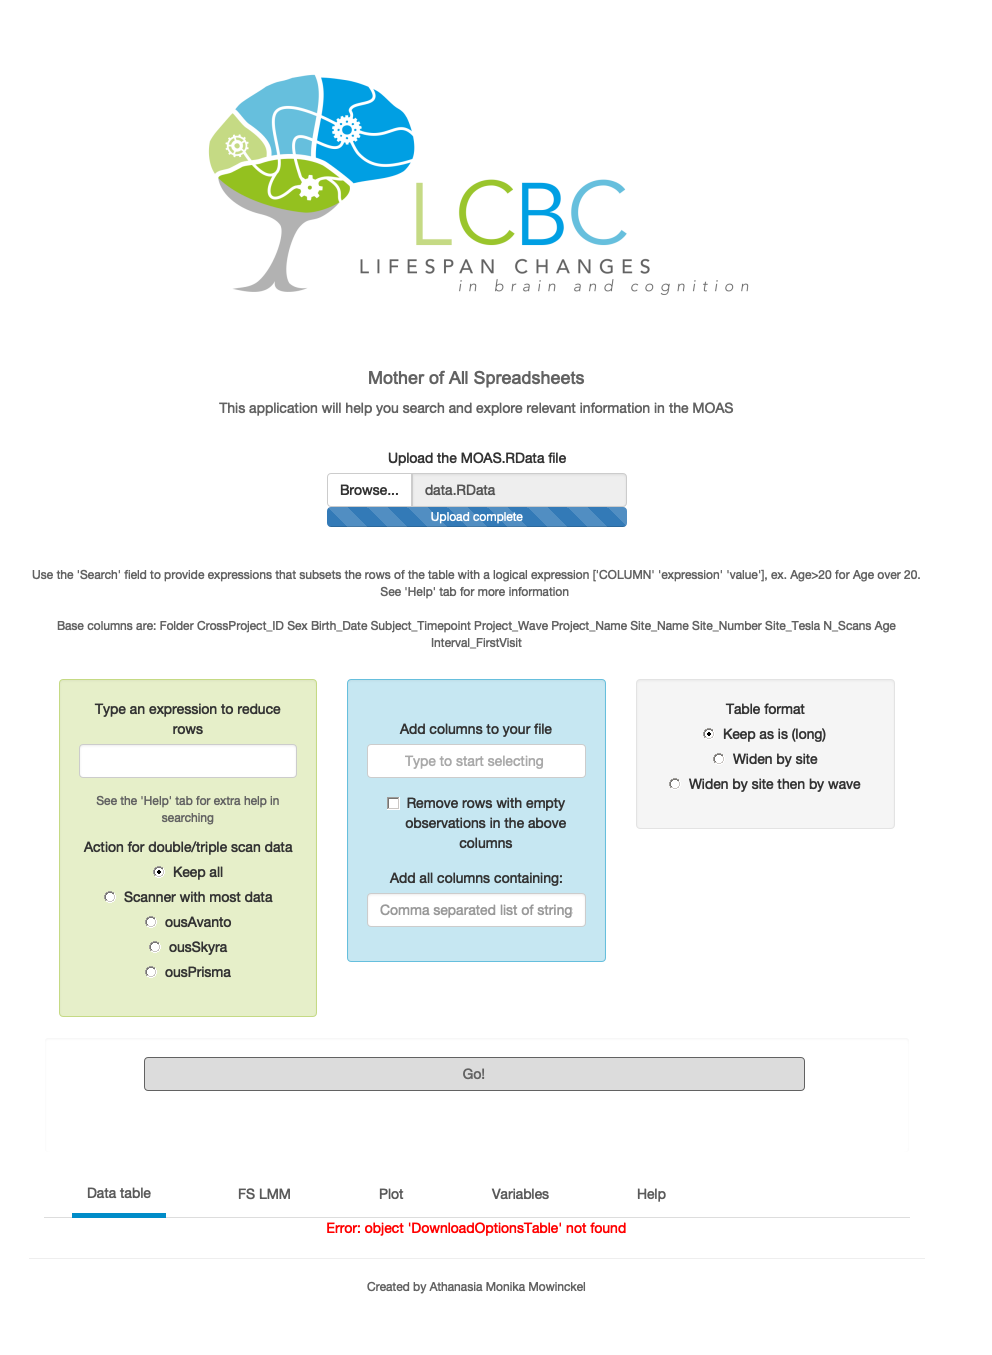 LCBC
LIFESPAN CHANGES
in brain and cognition
Mother of All Spreadsheets
This application will help you search and explore relevant information in the MOAS
Upload the MOAS.RData file
Browse... data.RData
Upload complete
Use the 'Search' field to provide expressions that subsets the rows of the table with a logical expression ['COLUMN' 'expression' 'value'], ex. Age>20 for Age over 20.
See 'Help' tab for more information
Base columns are: Folder CrossProject_ID Sex Birth_Date Subject_Timepoint Project_Wave Project_Name Site_Name Site_Number Site_Tesla N_Scans Age
Interval_FirstVisit
Type an expression to reduce
rows
See the 'Help' tab for extra help in
searching
Action for double/triple scan data
Keep all
Scanner with most data
ousAvanto
ousSkyra
ousPrisma
Add columns to your file
Type to start selecting
Remove rows with empty
observations in the above
columns
Add all columns containing:
Comma separated list of string
Table format
Keep as is (long)
Widen by site
Widen by site then by wave
Go!
Data table FS LMM Plot Variables Help
Error: object 'DownloadOptionsTable' not found
Created by Athanasia Monika Mowinckel